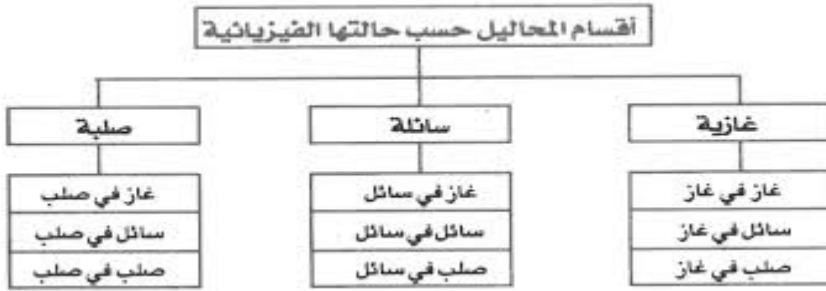 أقسام المحاليل حسب حالتها الفيزيائية
غازية
سائلة
صلبة
غاز في غاز
سائل في غاز
صلب في غاز
غاز في سائل
سائل في سائل
صلب في سائل
غاز في صلب
سائل في صلب
صلب في صلب